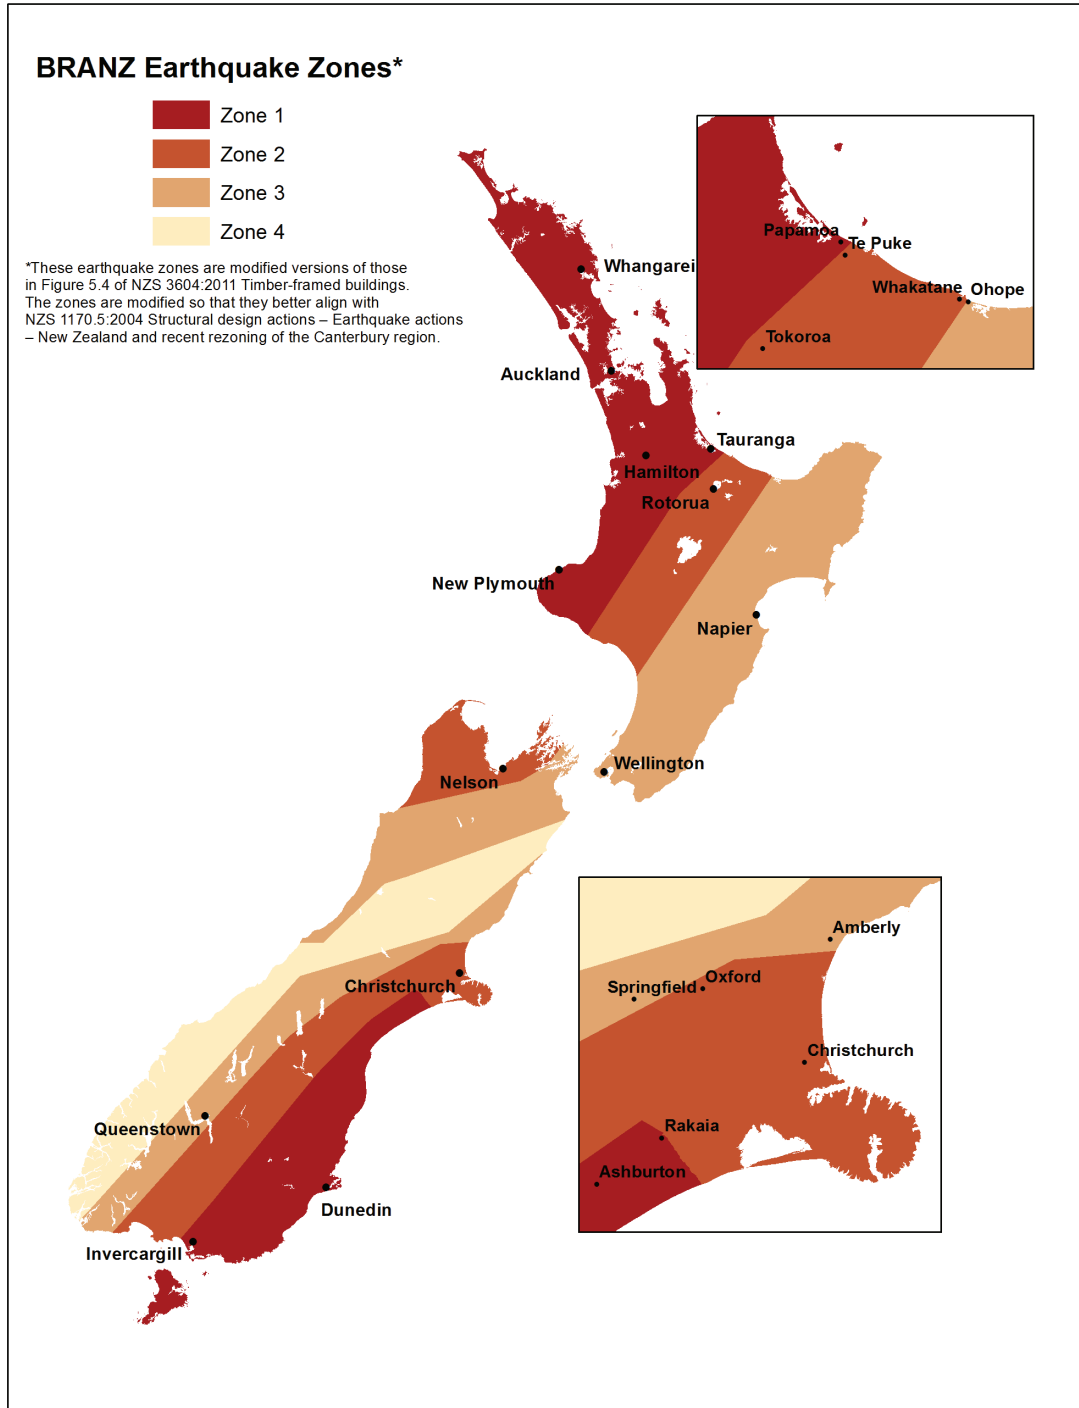 BRANZ Earthquake Zones*
Zone 1
Zone 2
Zone 3
Zone 4
*These earthquake zones are modified versions of those
in Figure 5.4 of NZS 3604:2011 Timber-framed buildings.
The zones are modified so that they better align with
NZS 1170.5:2004 Structural design actions – Earthquake actions
– New Zealand and recent rezoning of the Canterbury region.
Papamoa
Te Puke
Whakatane
Ohope
Tokoroa
Whangarei
Auckland
Tauranga
Hamilton
Rotorua
New Plymouth
Napier
Wellington
Nelson
Christchurch
Queenstown
Dunedin
Invercargill
Amberly
Oxford
Springfield
Christchurch
Rakaia
Ashburton